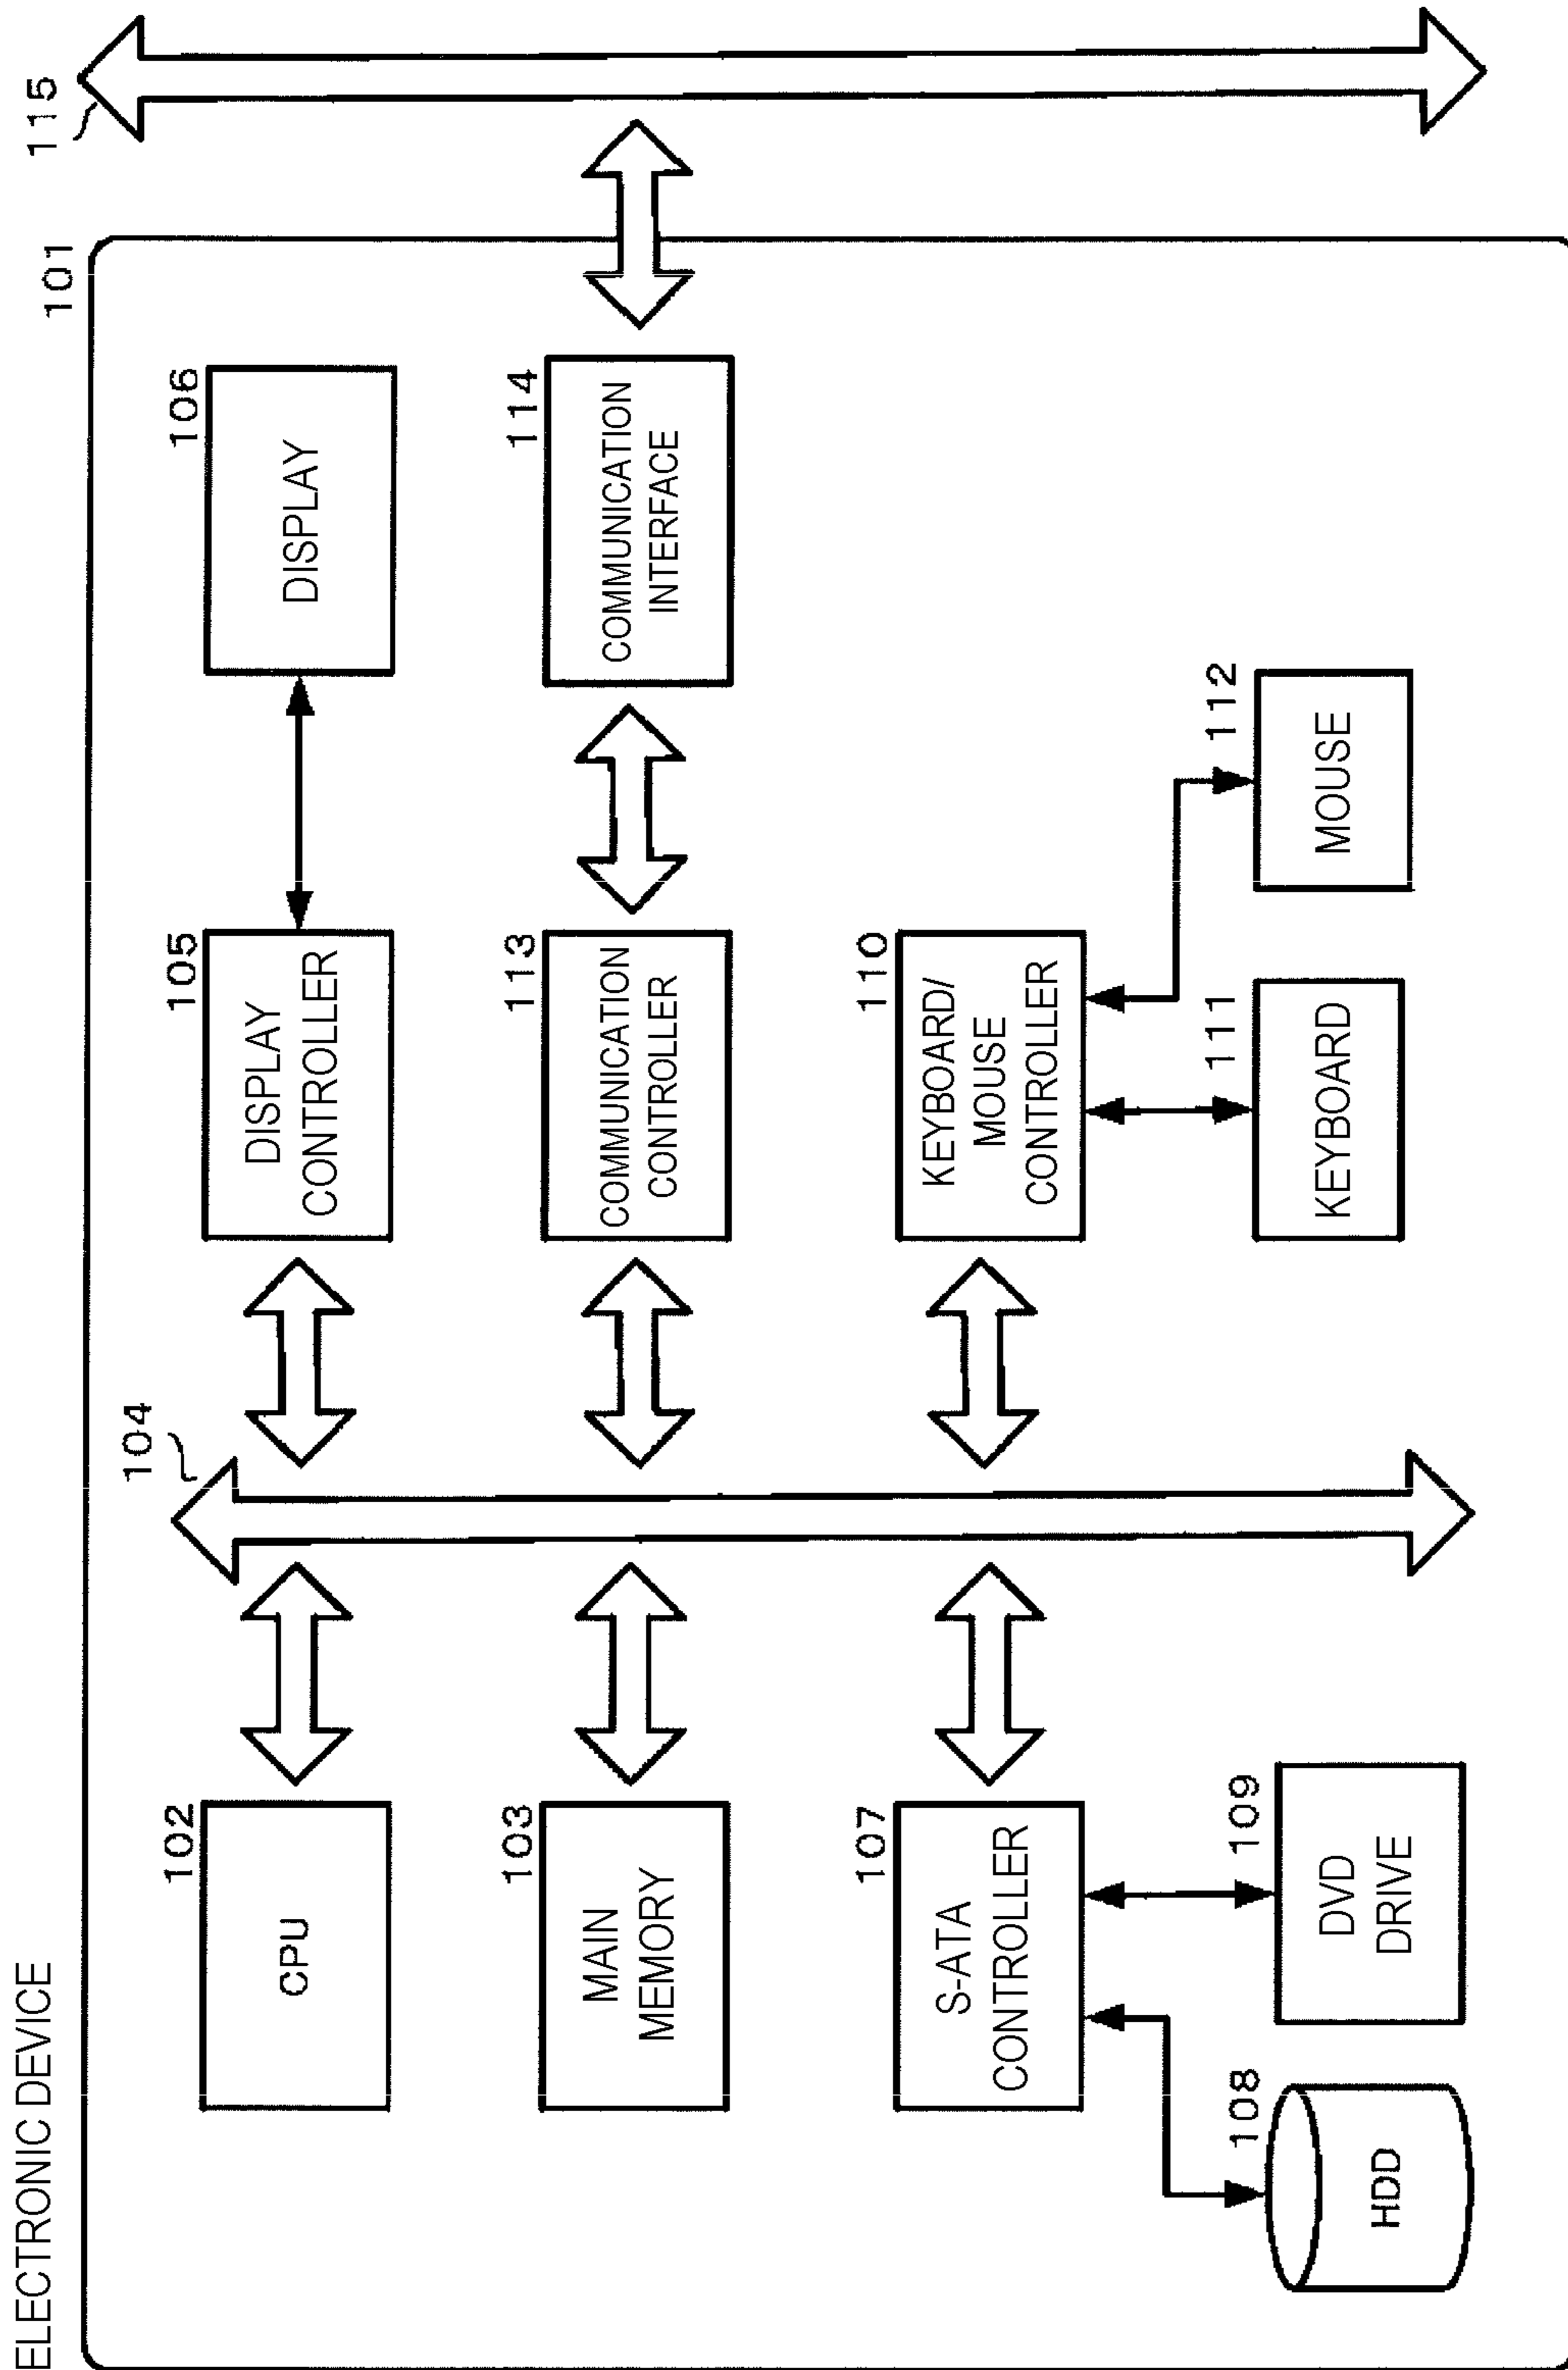 ELECTRONIC DEVICE
101
115
102
CPU
104
105
DISPLAY
CONTROLLER
106
DISPLAY
103
MAIN
MEMORY
113
COMMUNICATION
CONTROLLER
114
COMMUNICATION
INTERFACE
107
S-ATA
CONTROLLER
110
KEYBOARD/
MOUSE
CONTROLLER
108
HDD
109
DVD
DRIVE
111
KEYBOARD
112
MOUSE